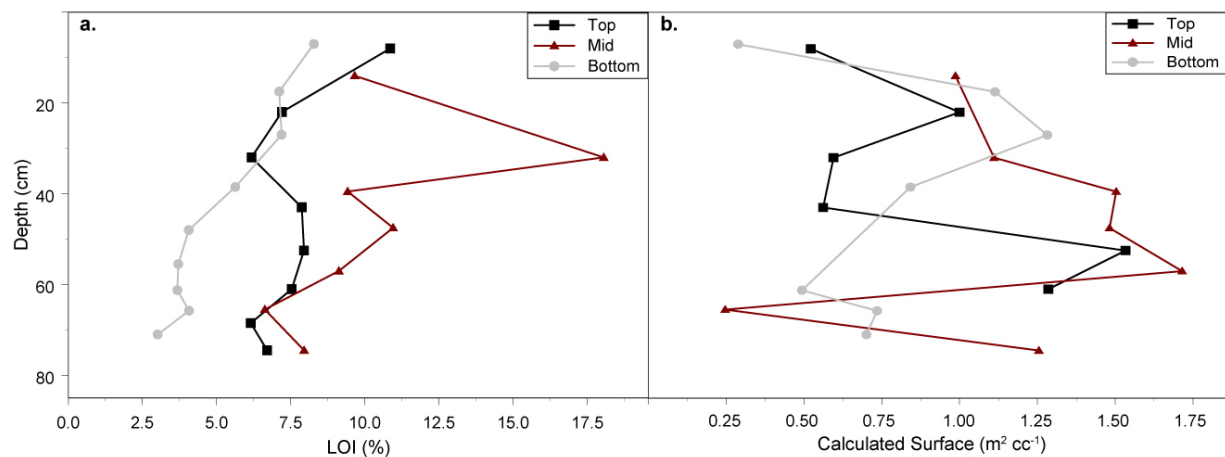 a.
Top
Mid
Bottom
b.
Top
Mid
Bottom
Depth (cm)
20
40
60
80
0.0
2.5
5.0
7.5
10.0
12.5
15.0
17.5
LOI (%)
0.25
0.50
0.75
1.00
1.25
1.50
1.75
Calculated Surface (m² cc⁻¹)